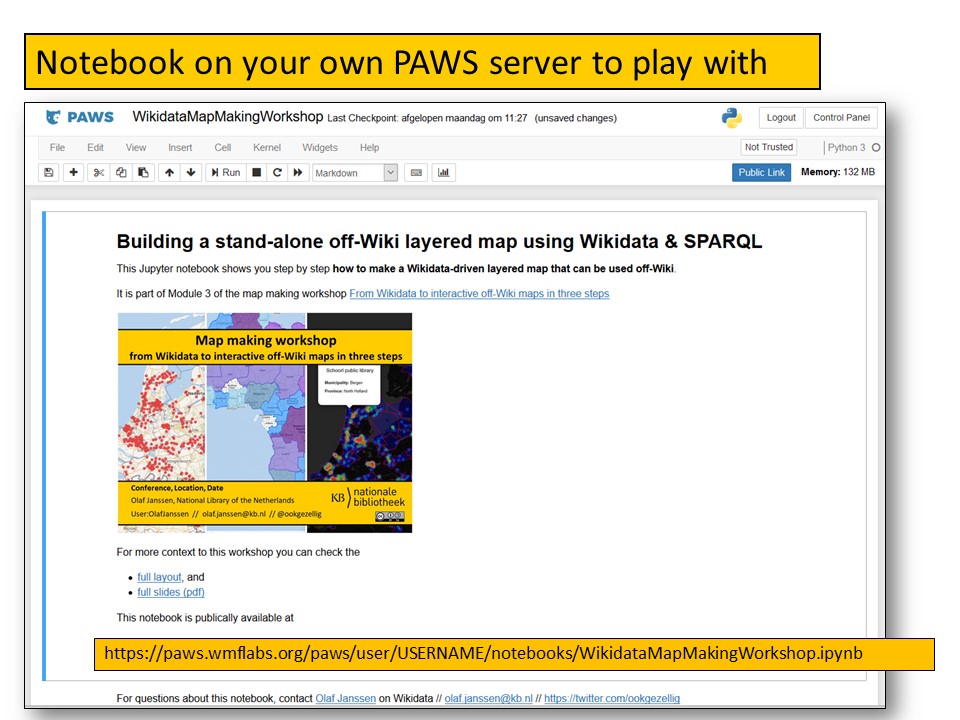 Notebook on your own PAWS server to play with
PAWS WikidataMapMakingWorkshop Last Checkpoint: afgelopen maandag om 11:27 (unsaved changes) Logout Control Panel
File Edit View Insert Cell Kernel Widgets Help Not Trusted Python 3
Run Markdown Public Link Memory: 132 MB
Building a stand-alone off-Wiki layered map using Wikidata & SPARQL
This Jupyter notebook shows you step by step how to make a Wikidata-driven layered map that can be used off-Wiki.
It is part of Module 3 of the map making workshop From Wikidata to interactive off-Wiki maps in three steps
Map making workshop
from Wikidata to interactive off-Wiki maps in three steps
Schoorl public library
Municipality: Bergen
Province: North Holland
Conference, Location, Date
Olaf Janssen, National Library of the Netherlands
User:OlafJanssen // olaf.janssen@kb.nl // @ookgezellig
KB nationale
bibliotheek
For more context to this workshop you can check the
• full layout, and
• full slides (pdf)
This notebook is publically available at
https://paws.wmflabs.org/paws/user/USERNAME/notebooks/WikidataMapMakingWorkshop.ipynb
For questions about this notebook, contact Olaf Janssen on Wikidata // olaf.janssen@kb.nl // https://twitter.com/ookgezellig